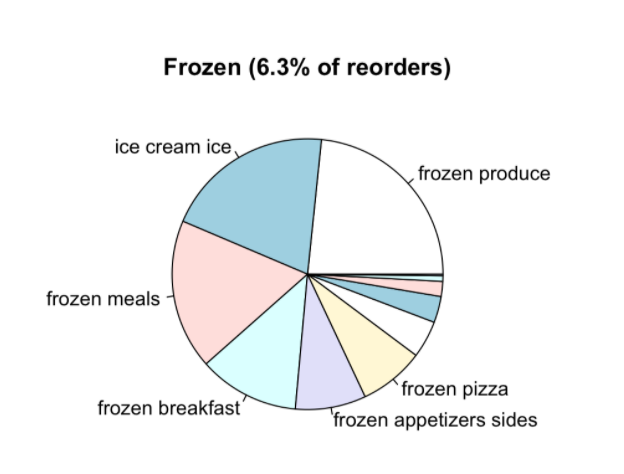 Frozen (6.3% of reorders)
ice cream ice
frozen produce
frozen meals
frozen pizza
frozen breakfast
frozen appetizers sides